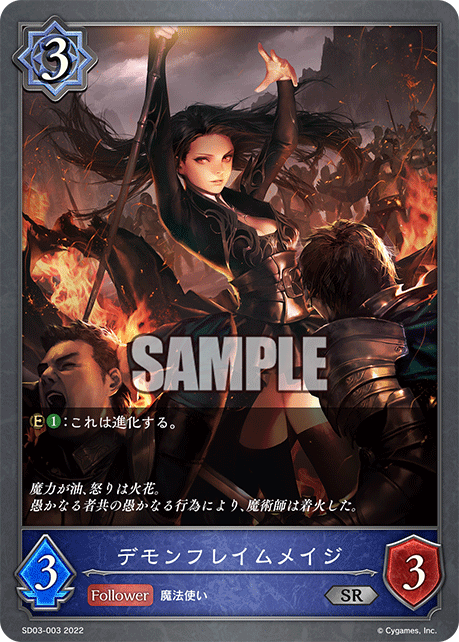 3
SAMPLE
E 1:これは進化する。
魔力が油、怒りは火花。
愚かなる者共の愚かなる行為により、魔術師は着火した。
デモンフレイムメイジ
3
Follower 魔法使い
SR
3
SD03-003 2022
© Cygames, Inc.